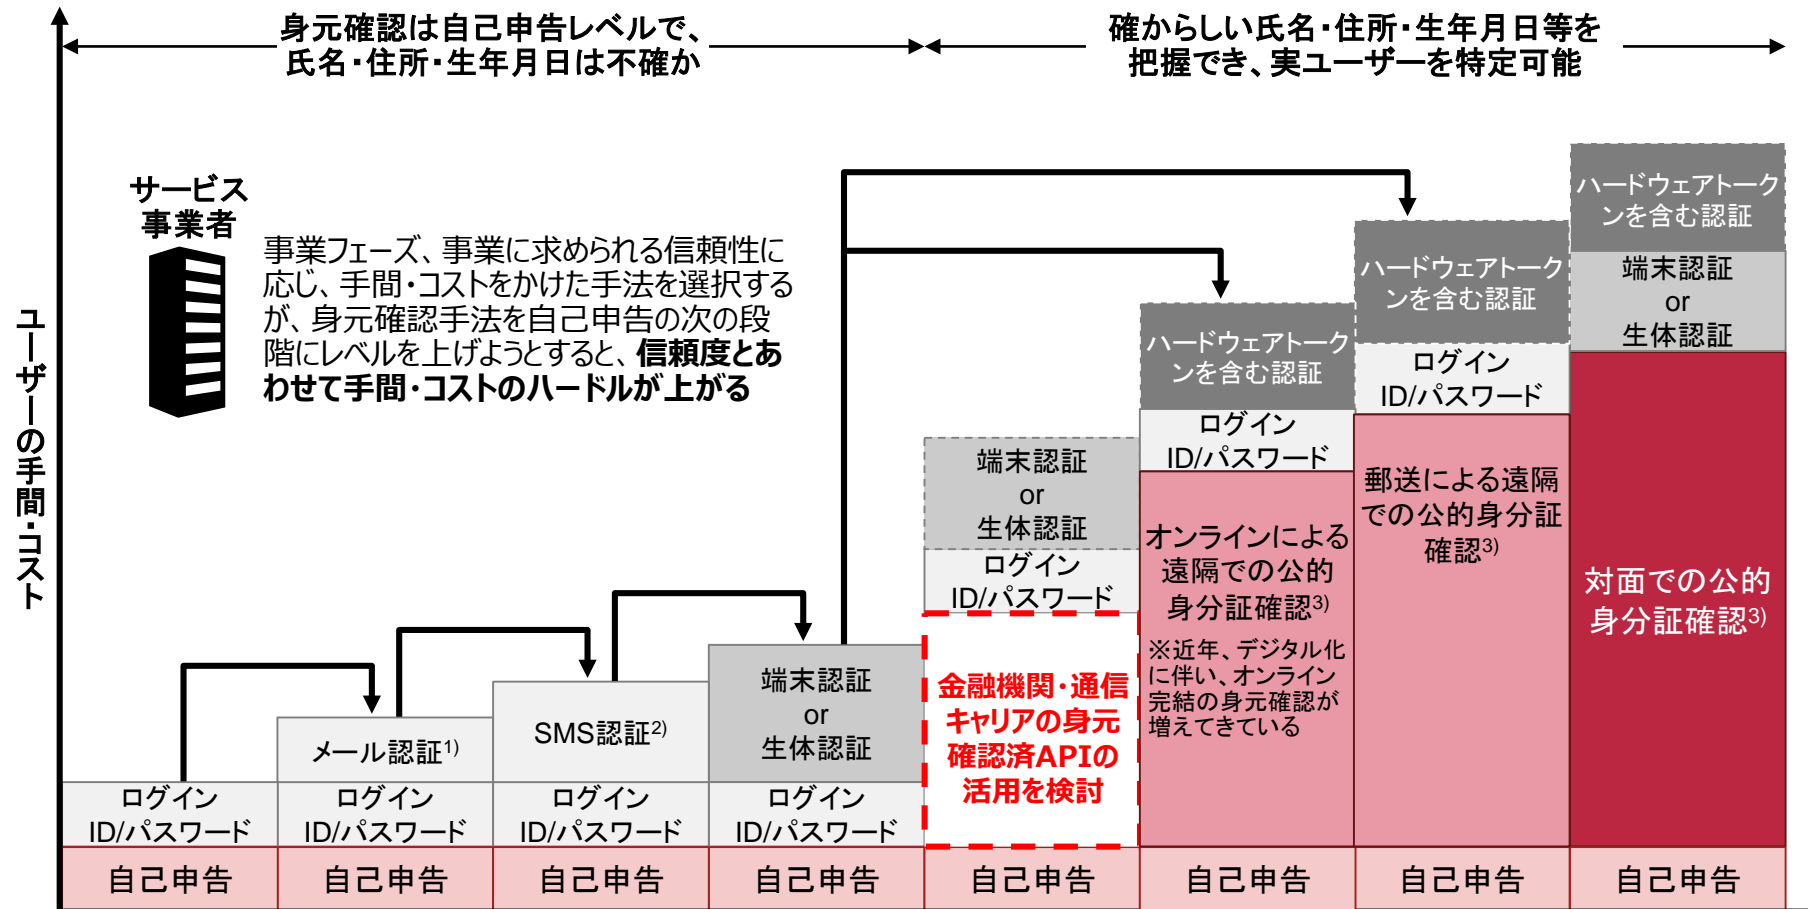 身元確認は自己申告レベルで、
氏名・住所・生年月日は不確か
確からしい氏名・住所・生年月日等を
把握でき、実ユーザーを特定可能
ユーザーの手間・コスト
サービス
事業者
事業フェーズ、事業に求められる信頼性に
応じ、手間・コストをかけた手法を選択する
が、身元確認手法を自己申告の次の段
階にレベルを上げようとすると、信頼度とあ
わせて手間・コストのハードルが上がる
ログイン
ID/パスワード
自己申告
メール認証1)
ログイン
ID/パスワード
自己申告
SMS認証2)
ログイン
ID/パスワード
自己申告
端末認証
or
生体認証
ログイン
ID/パスワード
自己申告
端末認証
or
生体認証
ログイン
ID/パスワード
金融機関・通信
キャリアの身元
確認済APIの
活用を検討
自己申告
ハードウェアトーク
ンを含む認証
ログイン
ID/パスワード
オンラインによる
遠隔での公的
身分証確認3)
※近年、デジタル化
に伴い、オンライン
完結の身元確認が
増えてきている
自己申告
ハードウェアトーク
ンを含む認証
ログイン
ID/パスワード
郵送による遠隔
での公的身分証
確認3)
自己申告
ハードウェアトーク
ンを含む認証
端末認証
or
生体認証
対面での公的
身分証確認3)
自己申告